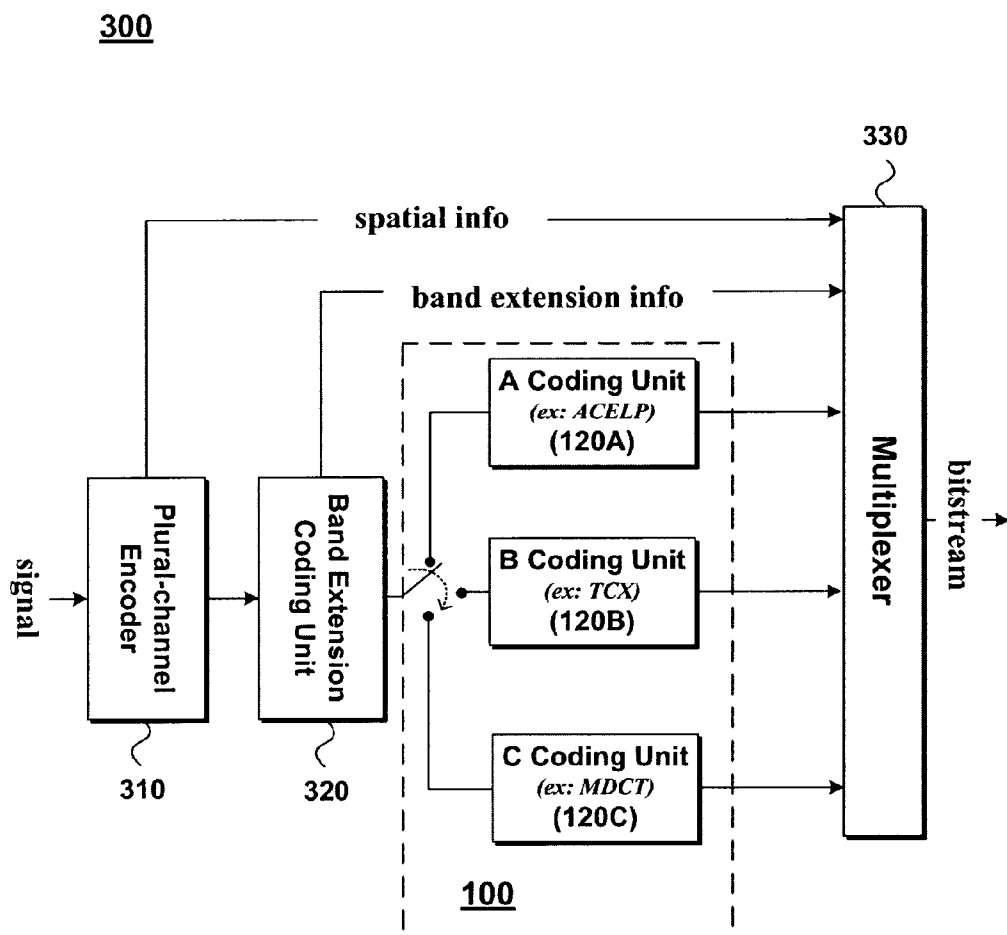 300
330
spatial info
band extension info
A Coding Unit
(ex: ACELP)
(120A)
Multiplexer
bitstream
signal
Plural-channel
Encoder
Band Extension
Coding Unit
B Coding Unit
(ex: TCX)
(120B)
C Coding Unit
(ex: MDCT)
(120C)
310
320
100